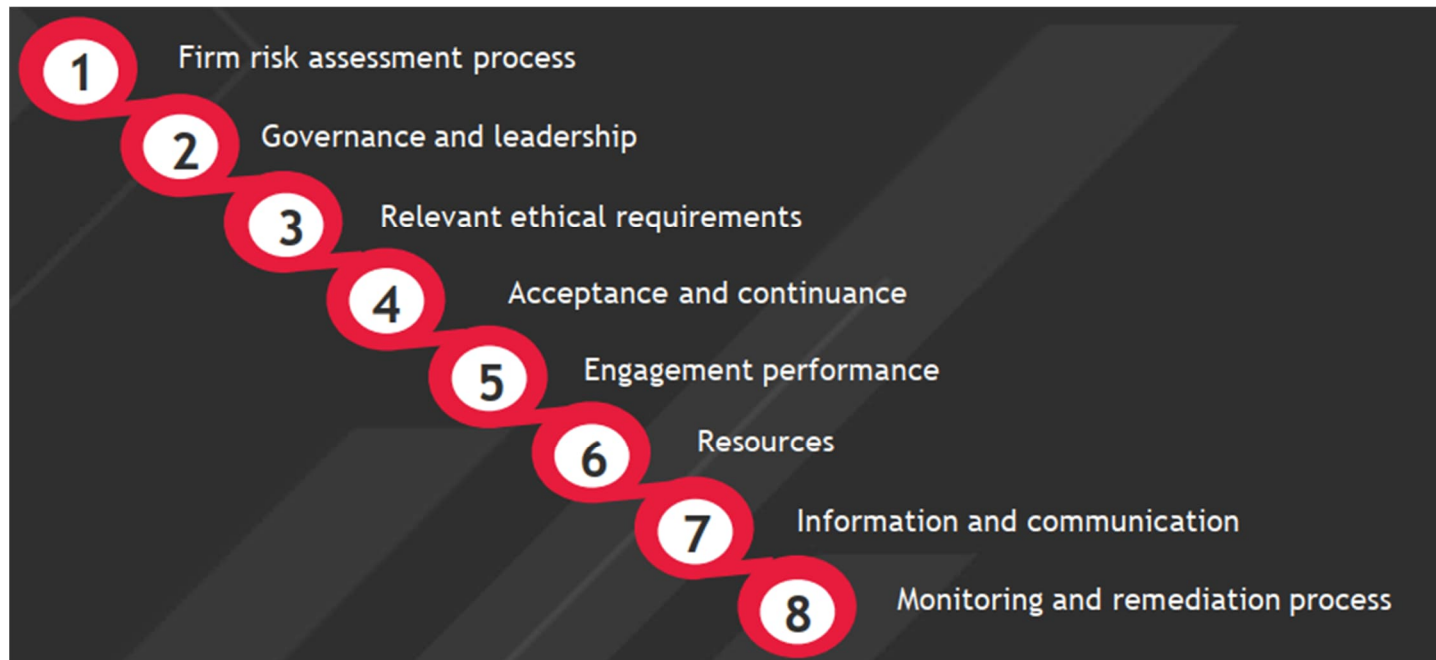 1 Firm risk assessment process
2 Governance and leadership
3 Relevant ethical requirements
4 Acceptance and continuance
5 Engagement performance
6 Resources
7 Information and communication
8 Monitoring and remediation process